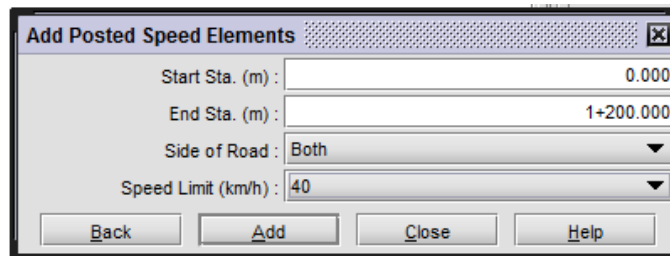 Add Posted Speed Elements
Start Sta. (m) : 0.000
End Sta. (m) : 1+200.000
Side of Road : Both
Speed Limit (km/h) : 40
Back Add Close Help